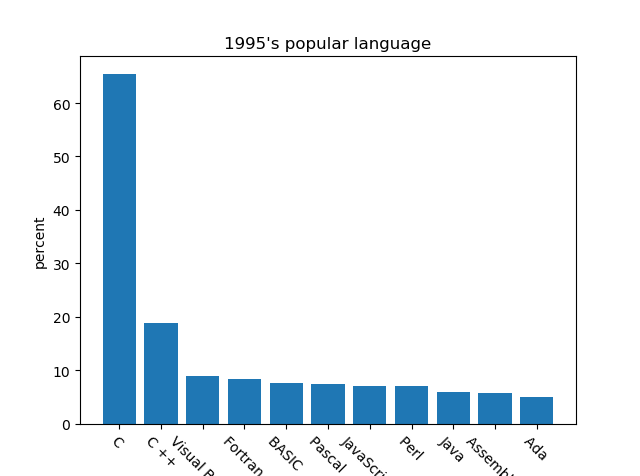 1995's popular language
percent
60
50
40
30
20
10
0
C
C ++
Visual B
Fortran
BASIC
Pascal
JavaScri
Perl
Java
Assembl
Ada